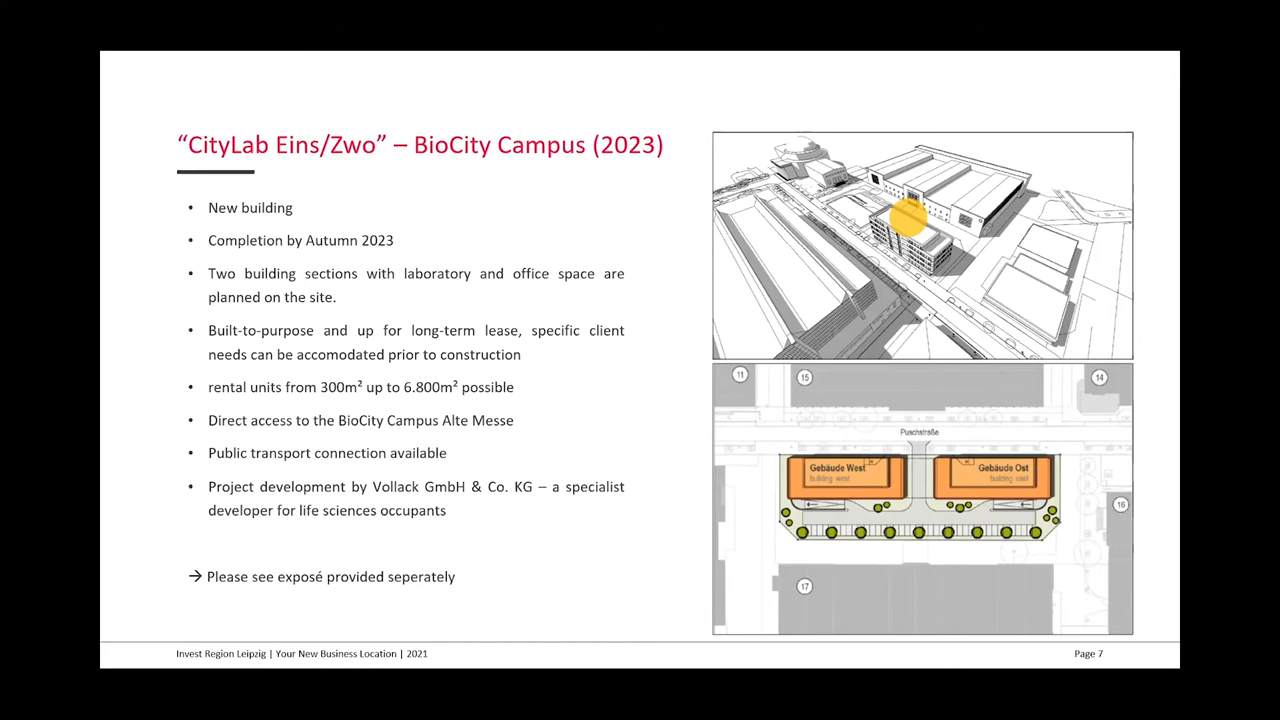 “CityLab Eins/Zwo” – BioCity Campus (2023)
• New building
• Completion by Autumn 2023
• Two building sections with laboratory and office space are
planned on the site.
• Built-to-purpose and up for long-term lease, specific client
needs can be accomodated prior to construction
• rental units from 300m² up to 6.800m² possible
• Direct access to the BioCity Campus Alte Messe
• Public transport connection available
• Project development by Vollack GmbH & Co. KG – a specialist
developer for life sciences occupants
→ Please see exposé provided seperately
11
15
14
Puschstraße
Gebäude West
building west
Gebäude Ost
building east
16
17
Invest Region Leipzig | Your New Business Location | 2021
Page 7